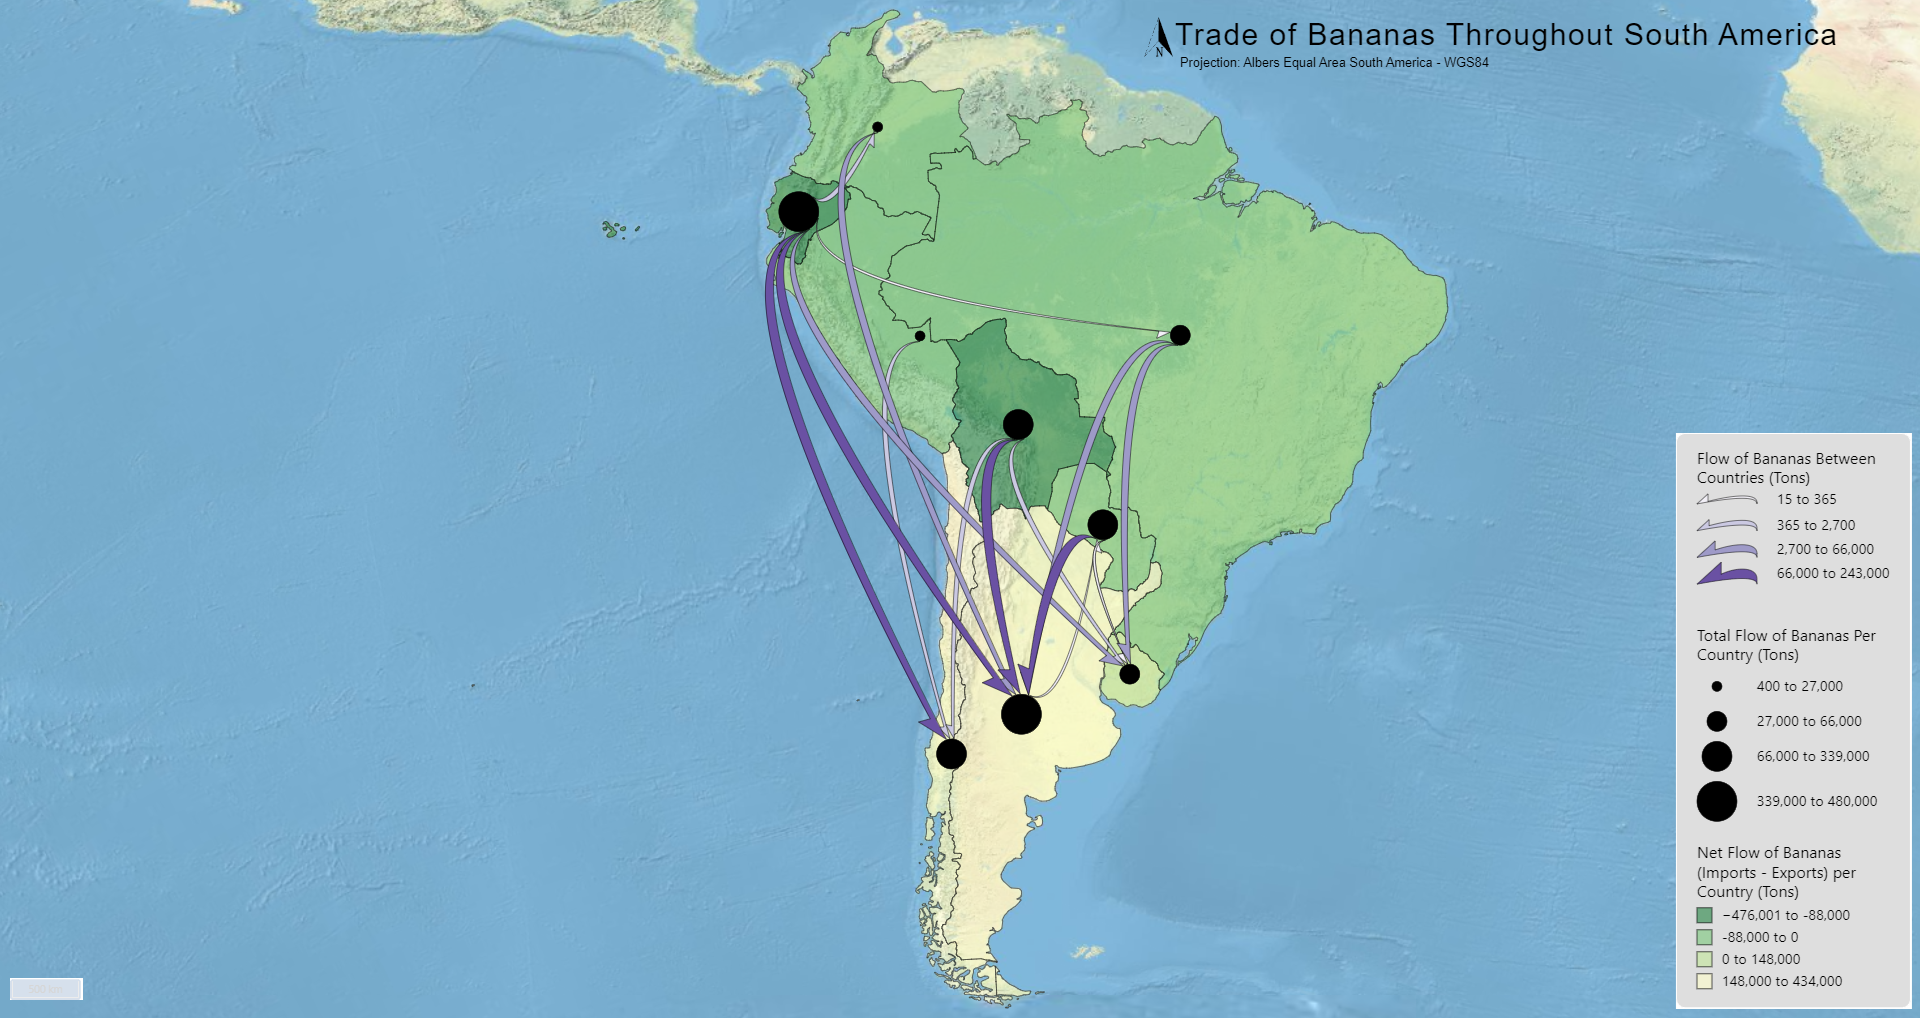 Trade of Bananas Throughout South America
N
Projection: Albers Equal Area South America - WGS84
Flow of Bananas Between
Countries (Tons)
15 to 365
365 to 2,700
2,700 to 66,000
66,000 to 243,000
Total Flow of Bananas Per
Country (Tons)
400 to 27,000
27,000 to 66,000
66,000 to 339,000
339,000 to 480,000
Net Flow of Bananas
(Imports - Exports) per
Country (Tons)
−476,001 to -88,000
-88,000 to 0
0 to 148,000
148,000 to 434,000